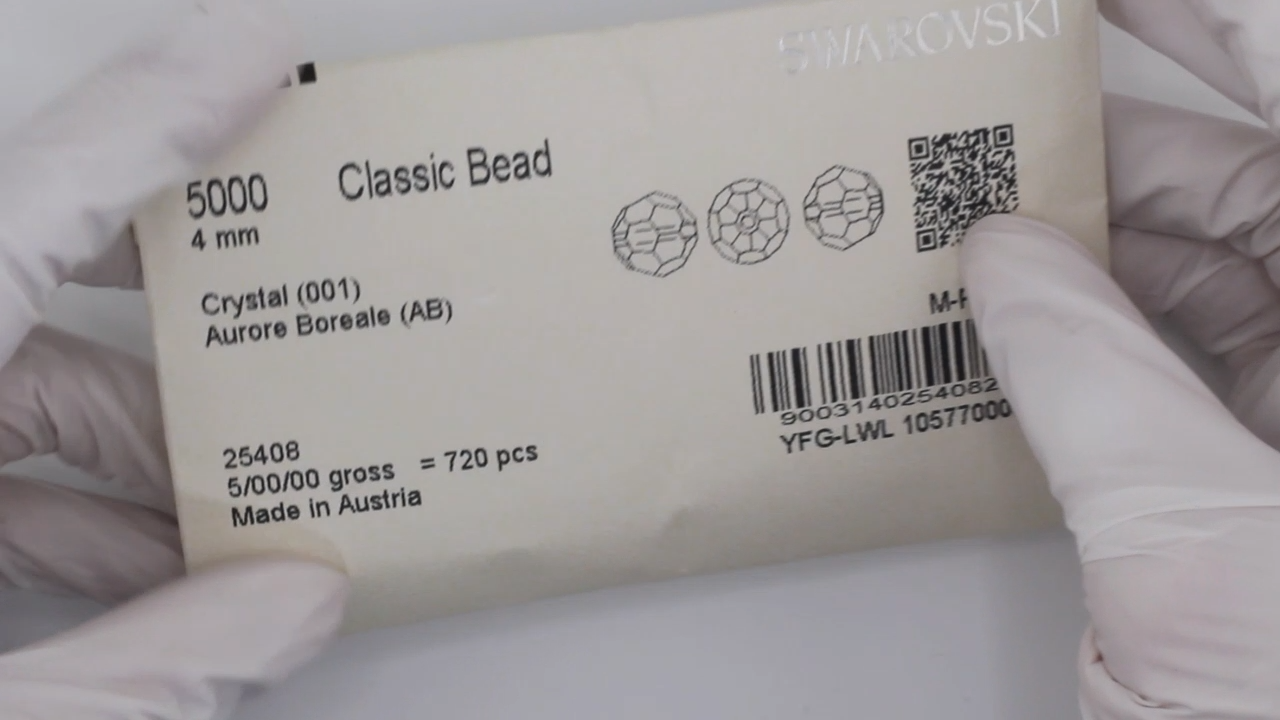 SWAROVSKI
5000 Classic Bead
4 mm
Crystal (001)
Aurore Boreale (AB)
9003140254082
YFG-LWL 10577000
25408
5/00/00 gross = 720 pcs
Made in Austria